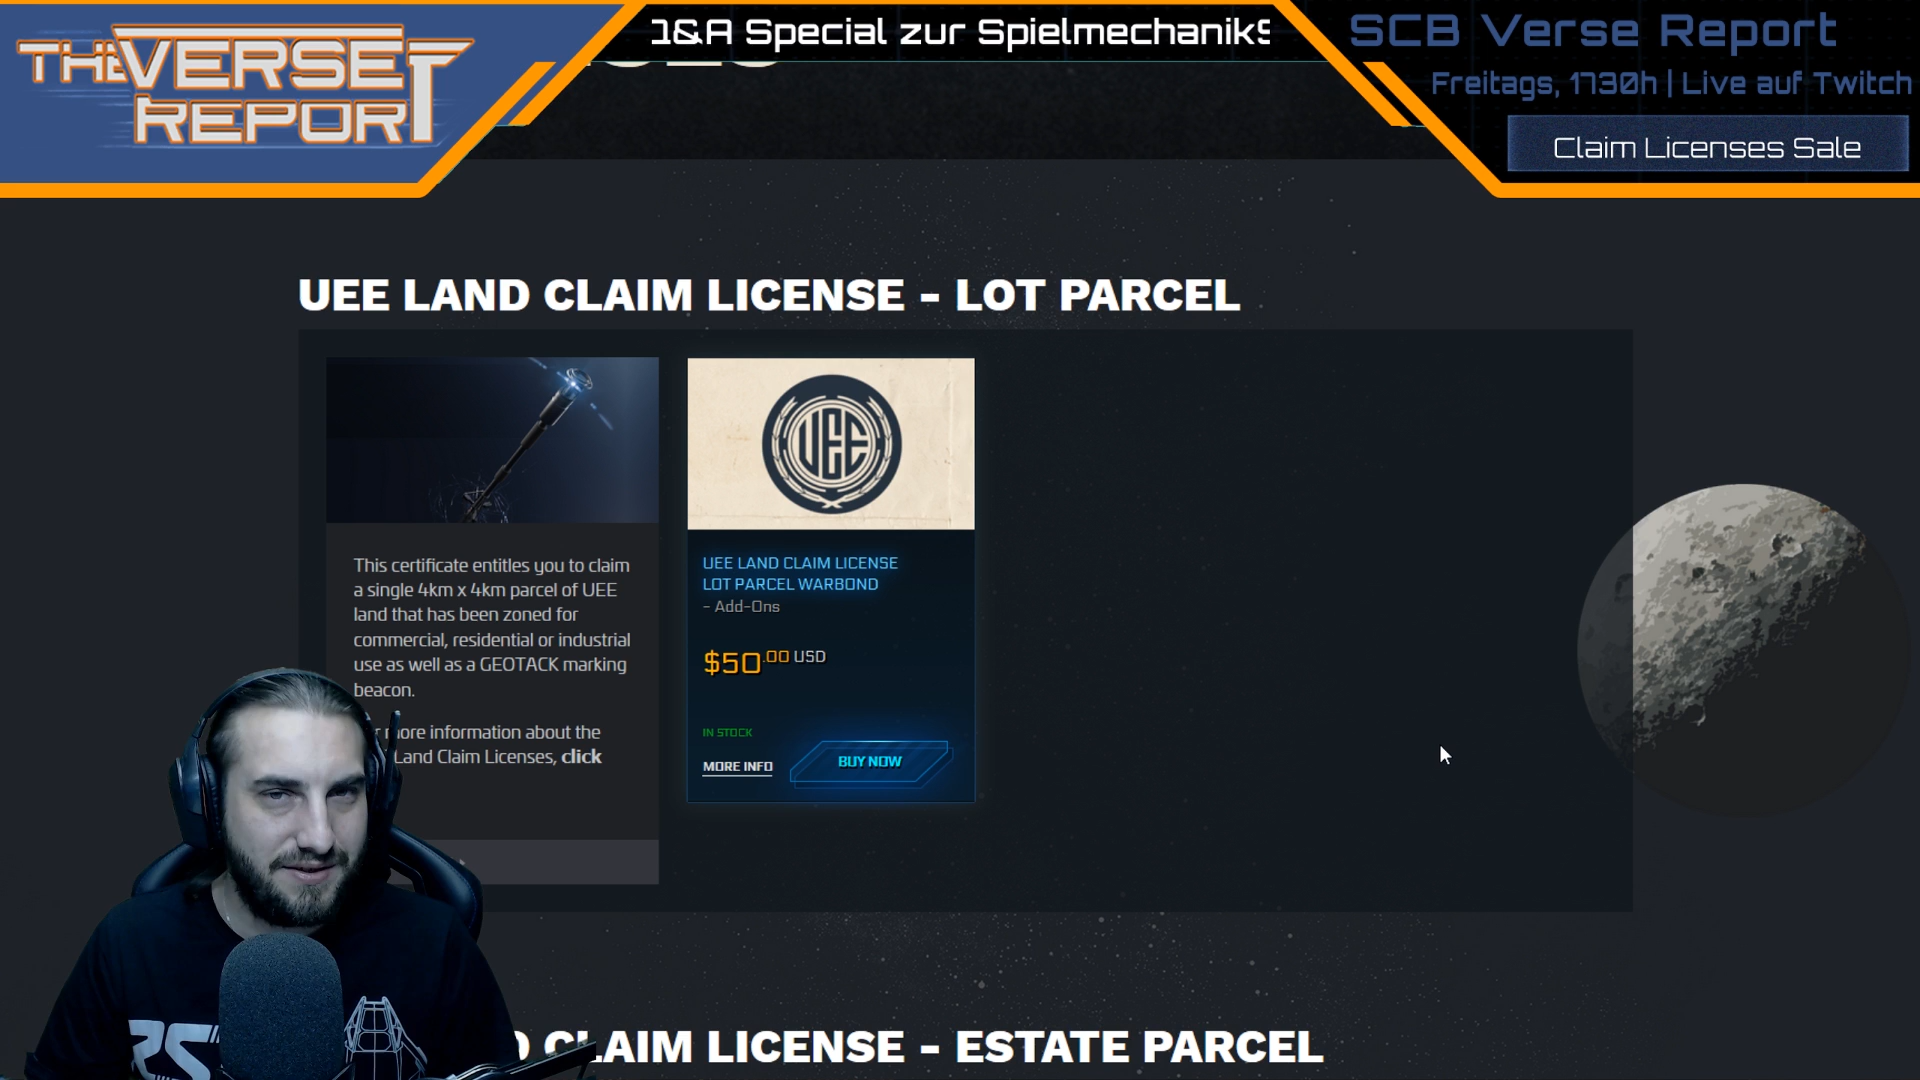 THE VERSE
REPORT
1&A Special zur Spielmechanik
SCB Verse Report
Freitags, 1730h | Live auf Twitch
Claim Licenses Sale
UEE LAND CLAIM LICENSE - LOT PARCEL
This certificate entitles you to claim
a single 4km x 4km parcel of UEE
land that has been zoned for
commercial, residential or industrial
use as well as a GEOTACK marking
beacon.
more information about the
Land Claim Licenses, click
UEE
UEE LAND CLAIM LICENSE
LOT PARCEL WARBOND
- Add-Ons
$50.00 USD
IN STOCK
MORE INFO
BUY NOW
CLAIM LICENSE - ESTATE PARCEL